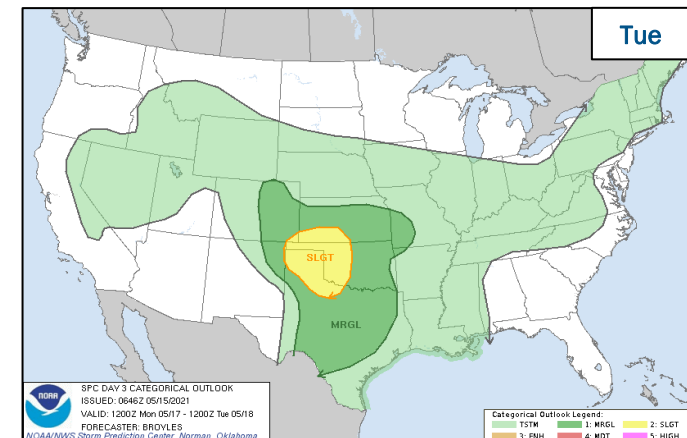 Tue
SLGT
MRGL
SPC DAY 3 CATEGORICAL OUTLOOK
ISSUED: 0646Z 05/15/2021
VALID: 1200Z Mon 05/17 - 1200Z Tue 05/18
FORECASTER: BROYLES
NOAA/NWS Storm Prediction Center, Norman, Oklahoma
NOAA
Categorical Outlook Legend:
TSTM 1: MRGL 2: SLGT
3: ENH 4: MDT 5: HIGH